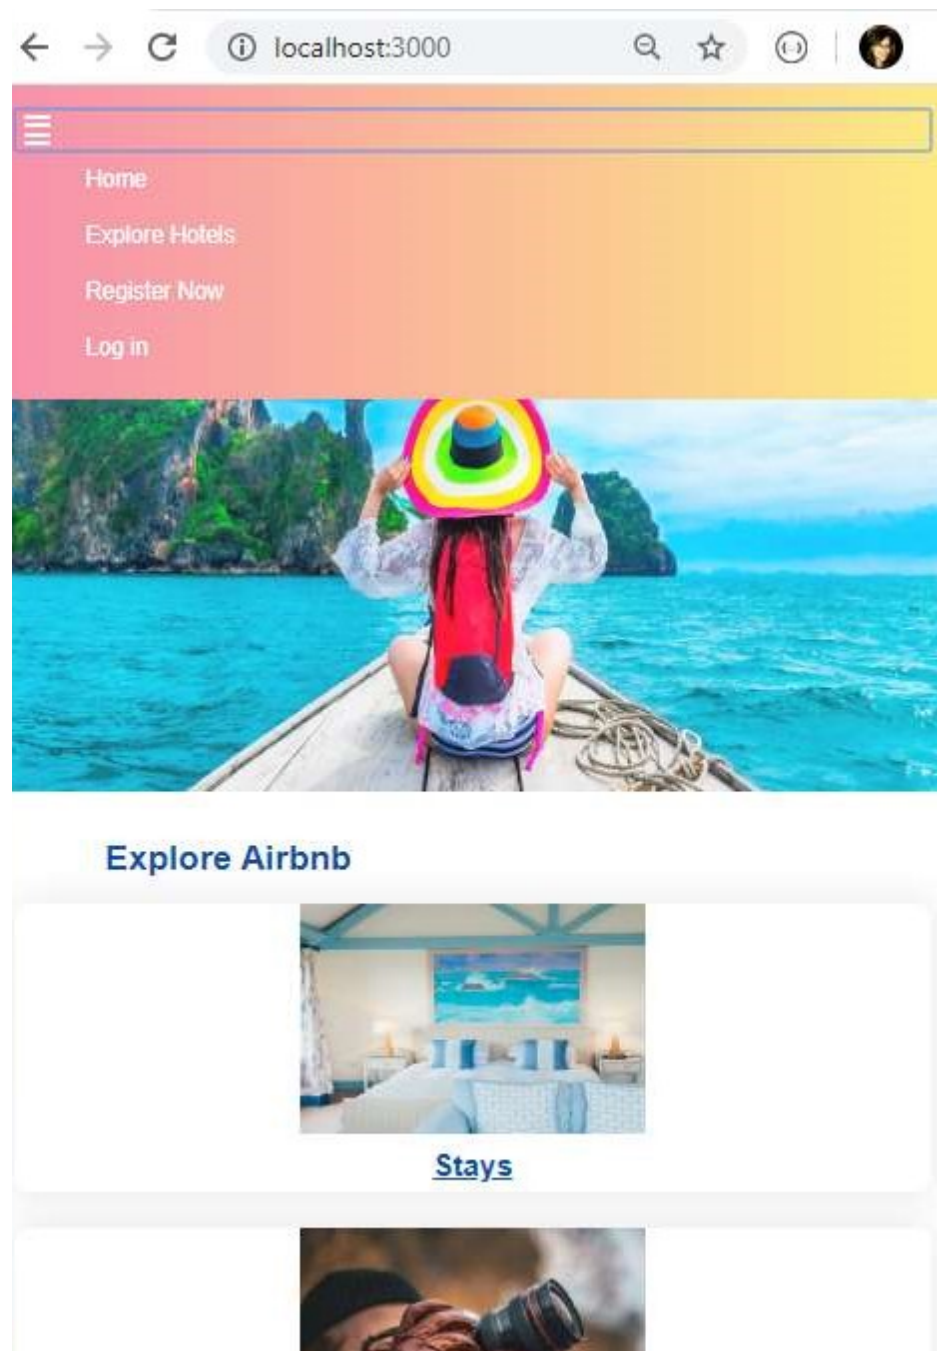 localhost:3000
Home
Explore Hotels
Register Now
Log in
Explore Airbnb
Stays